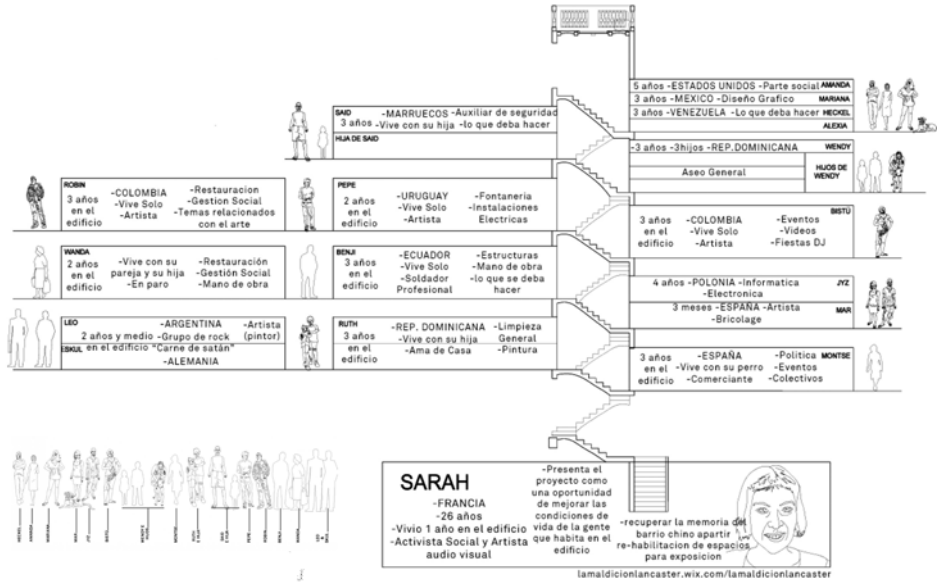 5 años -ESTADOS UNIDOS -Parte social AMANDA
3 años -MEXICO -Diseño Grafico MARIANA
3 años -VENEZUELA - Lo que deba hacer HECKEL
ALEXIA
SAID
-MARRUECOS -Auxiliar de seguridad
3 años -Vive con su hija -lo que deba hacer
HIJA DE SAID
-3 años -3hijos -REP.DOMINICANA WENDY
Aseo General
HIJOS DE
WENDY
ROBIN
3 años
en el
edificio
-COLOMBIA
-Vive Solo
-Artista
-Restauracion
-Gestion Social
-Temas relacionados
con el arte
PEPE
2 años
en el
edificio
-URUGUAY
-Vive Solo
-Artista
-Fontaneria
-Instalaciones
Electricas
BISTÚ
3 años
en el
edificio
-COLOMBIA
-Vive Solo
-Artista
-Eventos
-Videos
-Fiestas DJ
WANDA
2 años
en el
edificio
-Vive con su
pareja y su hija
-En paro
-Restauración
-Gestión Social
-Mano de obra
BENJI
3 años
en el
edificio
-ECUADOR
-Vive Solo
-Soldador
Profesional
-Estructuras
-Mano de obra
-lo que se deba
hacer
4 años -POLONIA -Informatica JYZ
-Electronica
3 meses -ESPAÑA -Artista MAR
-Bricolage
LEO
-ARGENTINA
2 años y medio -Grupo de rock
en el edificio "Carne de satán"
-Artista
(pintor)
ESKUL
-ALEMANIA
RUTH
3 años
en el
edificio
-REP. DOMINICANA
-Vive con su hija
-Ama de Casa
-Limpieza
General
-Pintura
3 años
en el
edificio
-ESPAÑA
-Vive con su perro
-Comerciante
-Politica
-Eventos
-Colectivos
MONTSE
SARAH
-FRANCIA
-26 años
-Vivio 1 año en el edificio
-Activista Social y Artista
audio visual
-Presenta el
proyecto como
una oportunidad
de mejorar las
condiciones de
vida de la gente
que habita en el
edificio
-recuperar la memoria del
barrio chino apartir
re-habilitacion de espacios
para exposicion
lamaldicionlancaster.wix.com/lamaldicionlancaster